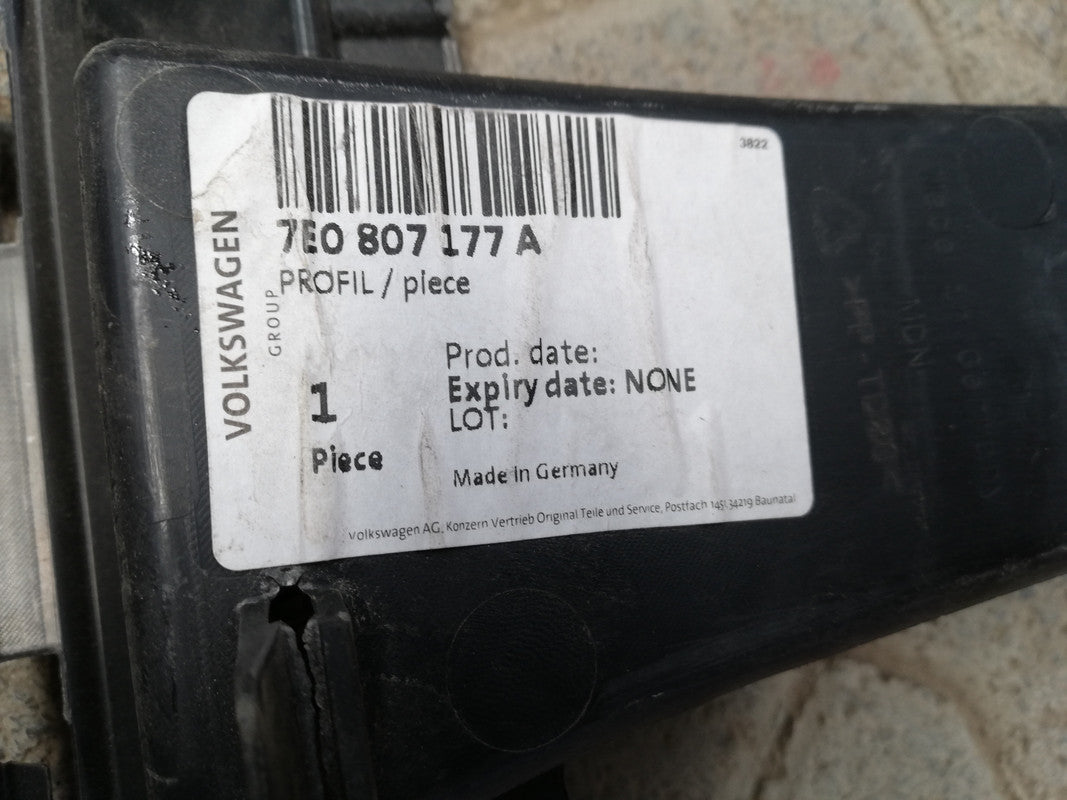 3822
7E0 807 177 A
PROFIL / piece
VOLKSWAGEN
GROUP
Prod. date:
Expiry date: NONE
LOT:
1
Piece
Made in Germany
Volkswagen AG, Konzern Vertrieb Original Teile und Service, Postfach 1451 34219 Baunatal